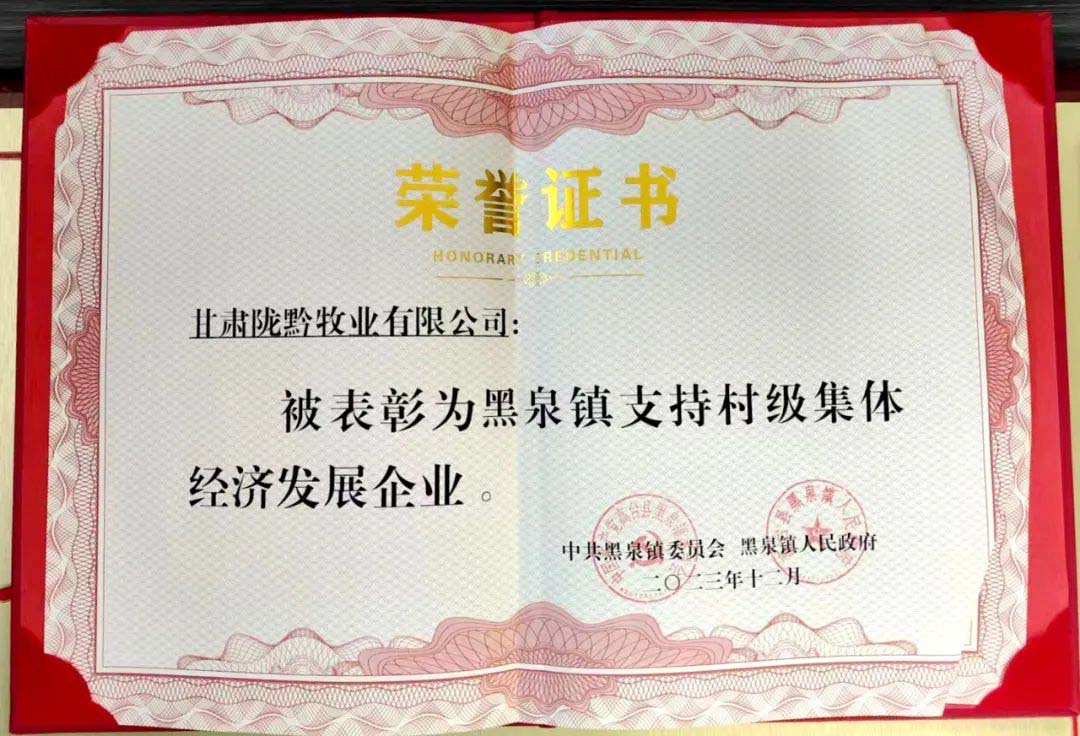 荣誉证书
HONORARY CREDENTIAL
甘肃陇黔牧业有限公司:
被表彰为黑泉镇支持村级集体
经济发展企业。
中共黑泉镇委员会 黑泉镇人民政府
二〇二三年十二月